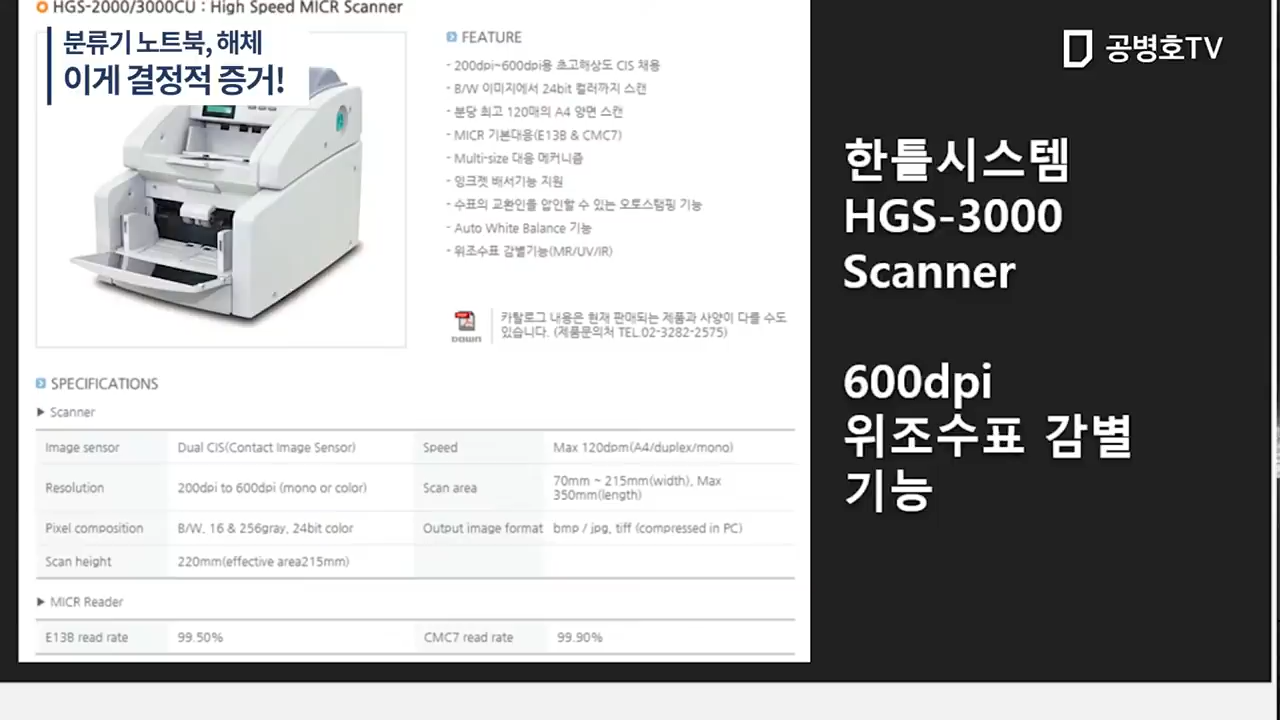 HGS-2000/3000CU : High Speed MICR Scanner
분류기 노트북, 해체
이게 결정적 증거!
FEATURE
- 200dpi~600dpi용 초고해상도 CIS 채용
- B/W 이미지에서 24bit 컬러까지 스캔
- 분당 최고 120매의 A4 양면 스캔
- MICR 기본대응(E13B & CMC7)
- Multi-size 대응 메커니즘
- 잉크젯 배서기능 지원
- 수표의 교환인를 압인할 수 있는 오토스탬핑 기능
- Auto White Balance 기능
- 위조수표 감별기능(MR/UV/IR)
DOWN
카탈로그 내용은 현재 판매되는 제품과 사양이 다를 수도
있습니다. (제품문의처 TEL.02-3282-2575)
SPECIFICATIONS
Scanner
Image sensor Dual CIS(Contact Image Sensor) Speed Max 120dpm(A4/duplex/mono)
Resolution 200dpi to 600dpi (mono or color) Scan area 70mm ~ 215mm(width), Max
350mm(length)
Pixel composition B/W, 16 & 256gray, 24bit color Output image format bmp / jpg, tiff (compressed in PC)
Scan height 220mm(effective area215mm)
MICR Reader
E13B read rate 99.50% CMC7 read rate 99.90%
공병호TV
한틀시스템
HGS-3000
Scanner
600dpi
위조수표 감별
기능